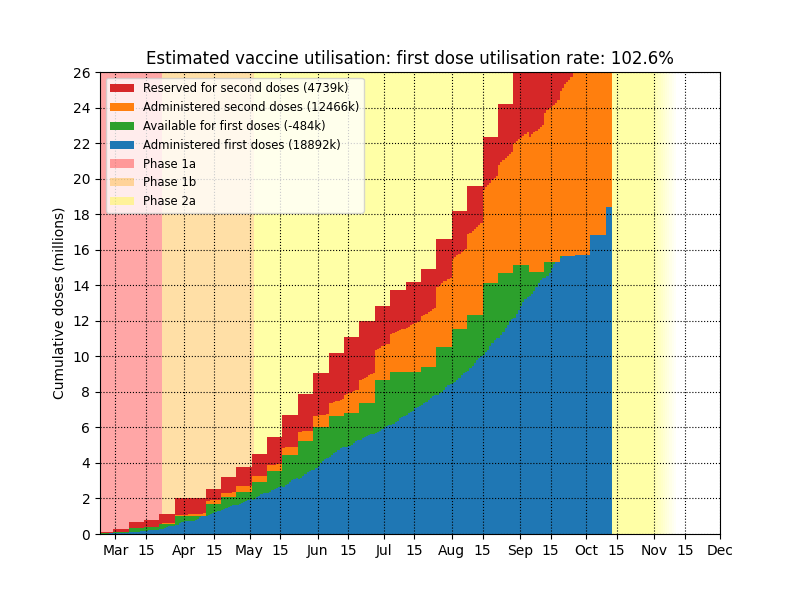 Estimated vaccine utilisation: first dose utilisation rate: 102.6%
Reserved for second doses (4739k)
Administered second doses (12466k)
Available for first doses (-484k)
Administered first doses (18892k)
Phase 1a
Phase 1b
Phase 2a
Cumulative doses (millions)
26
24
22
20
18
16
14
12
10
8
6
4
2
0
Mar 15 Apr 15 May 15 Jun 15 Jul 15 Aug 15 Sep 15 Oct 15 Nov 15 Dec